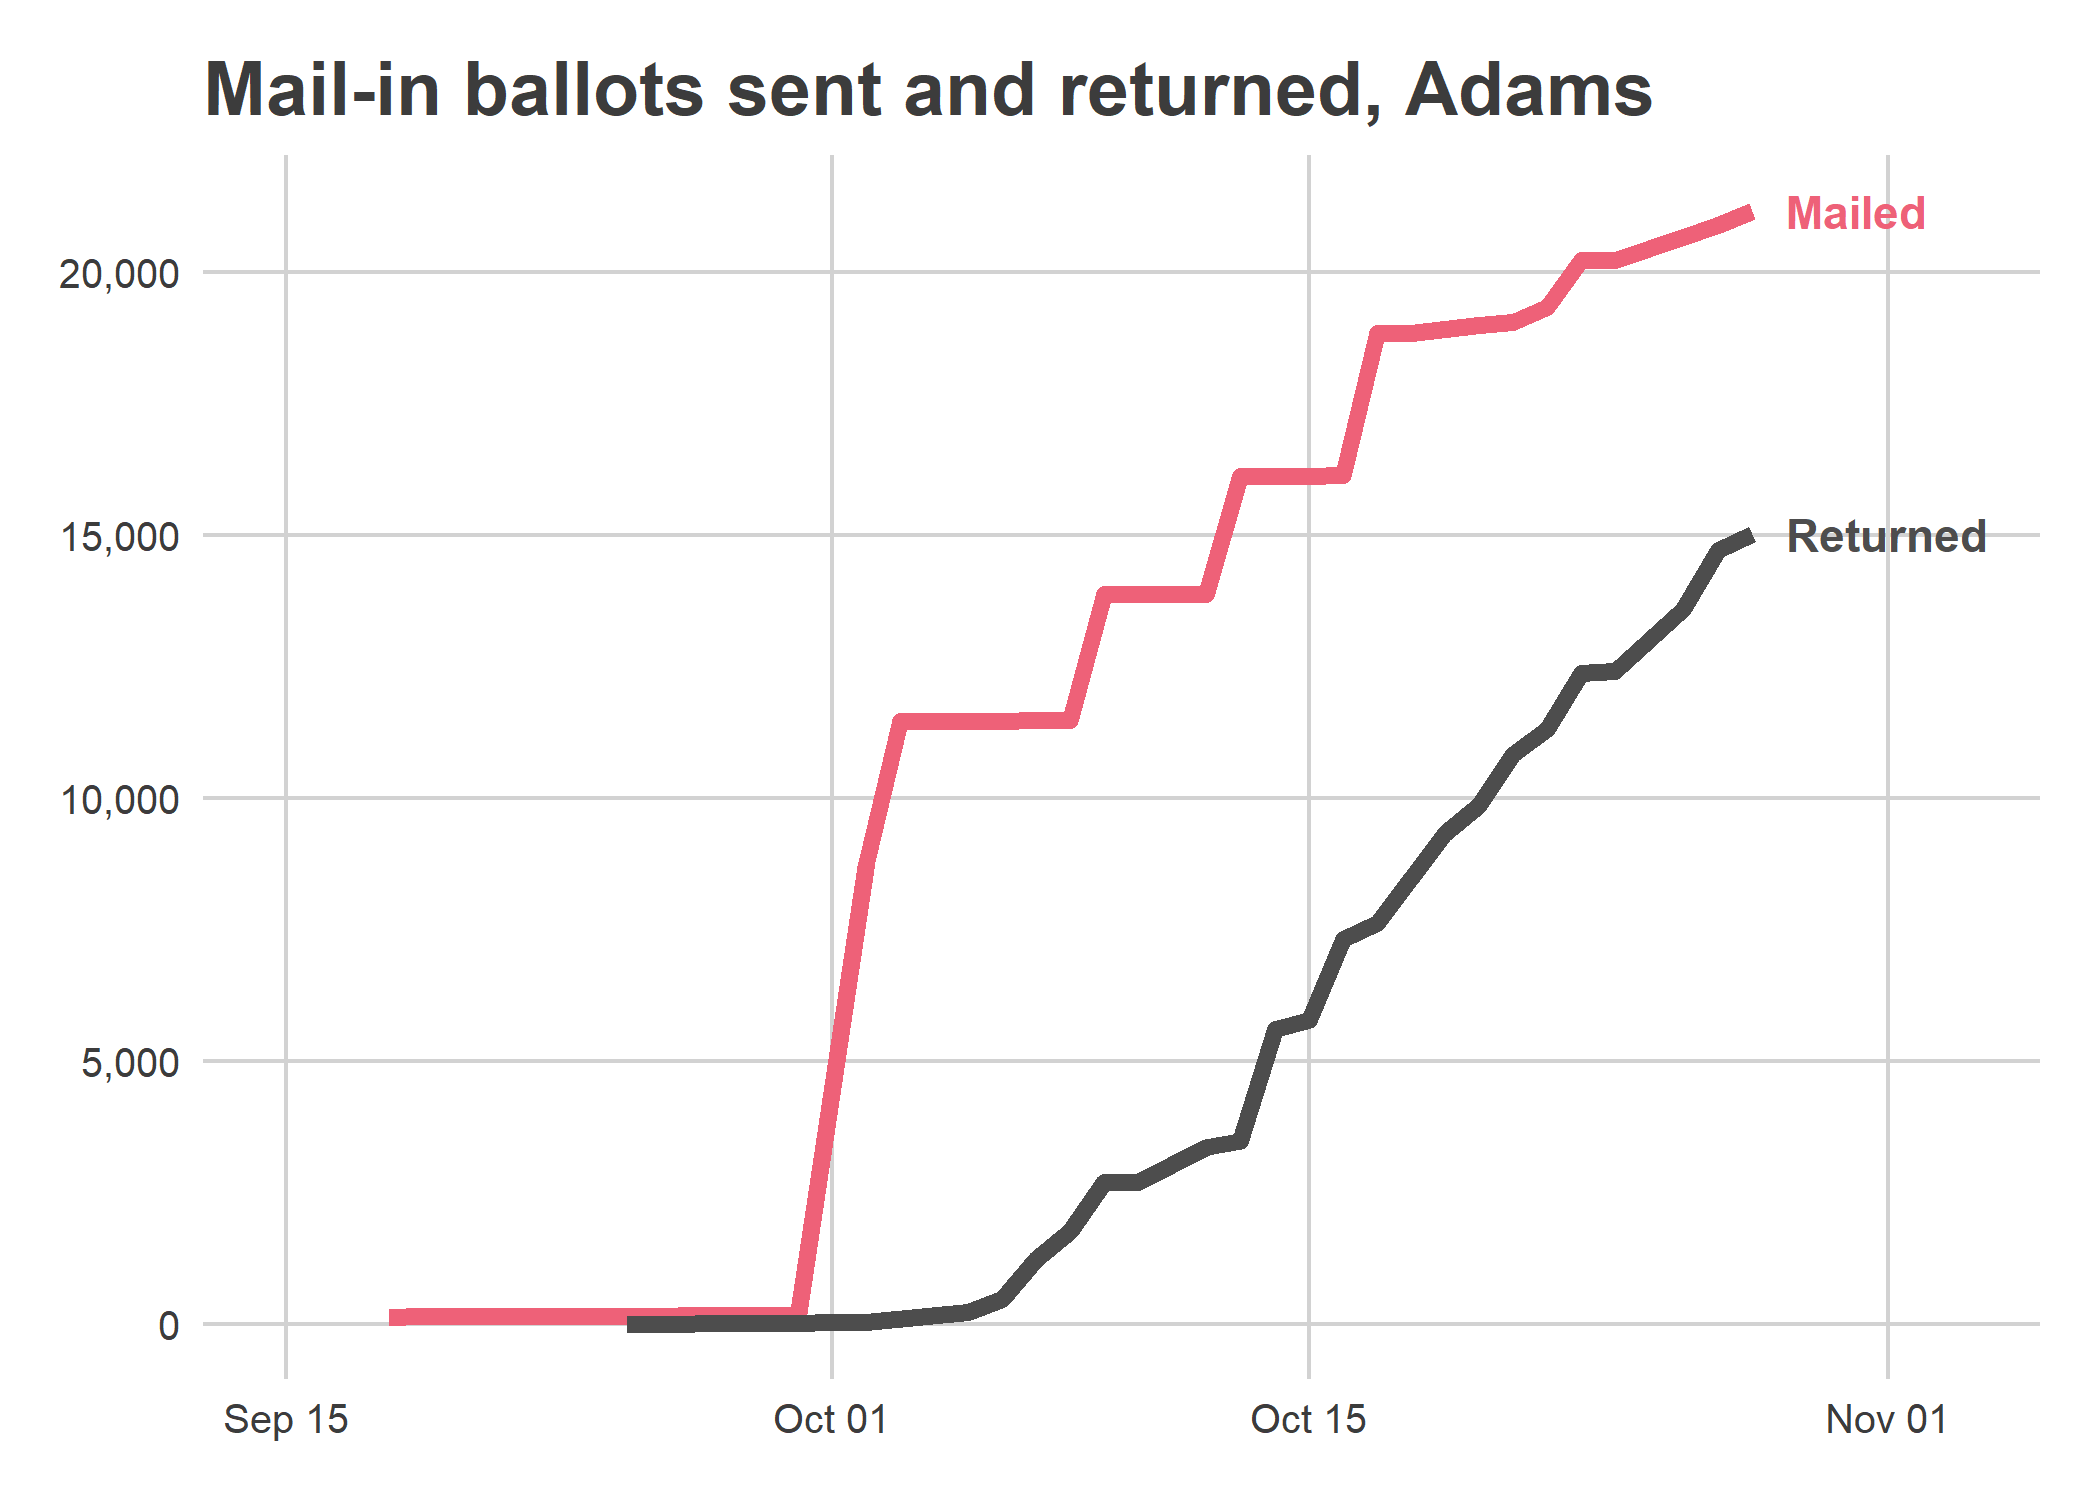 Mail-in ballots sent and returned, Adams
Mailed
20,000
15,000
Returned
10,000
5,000
0
Sep 15
Oct 01
Oct 15
Nov 01